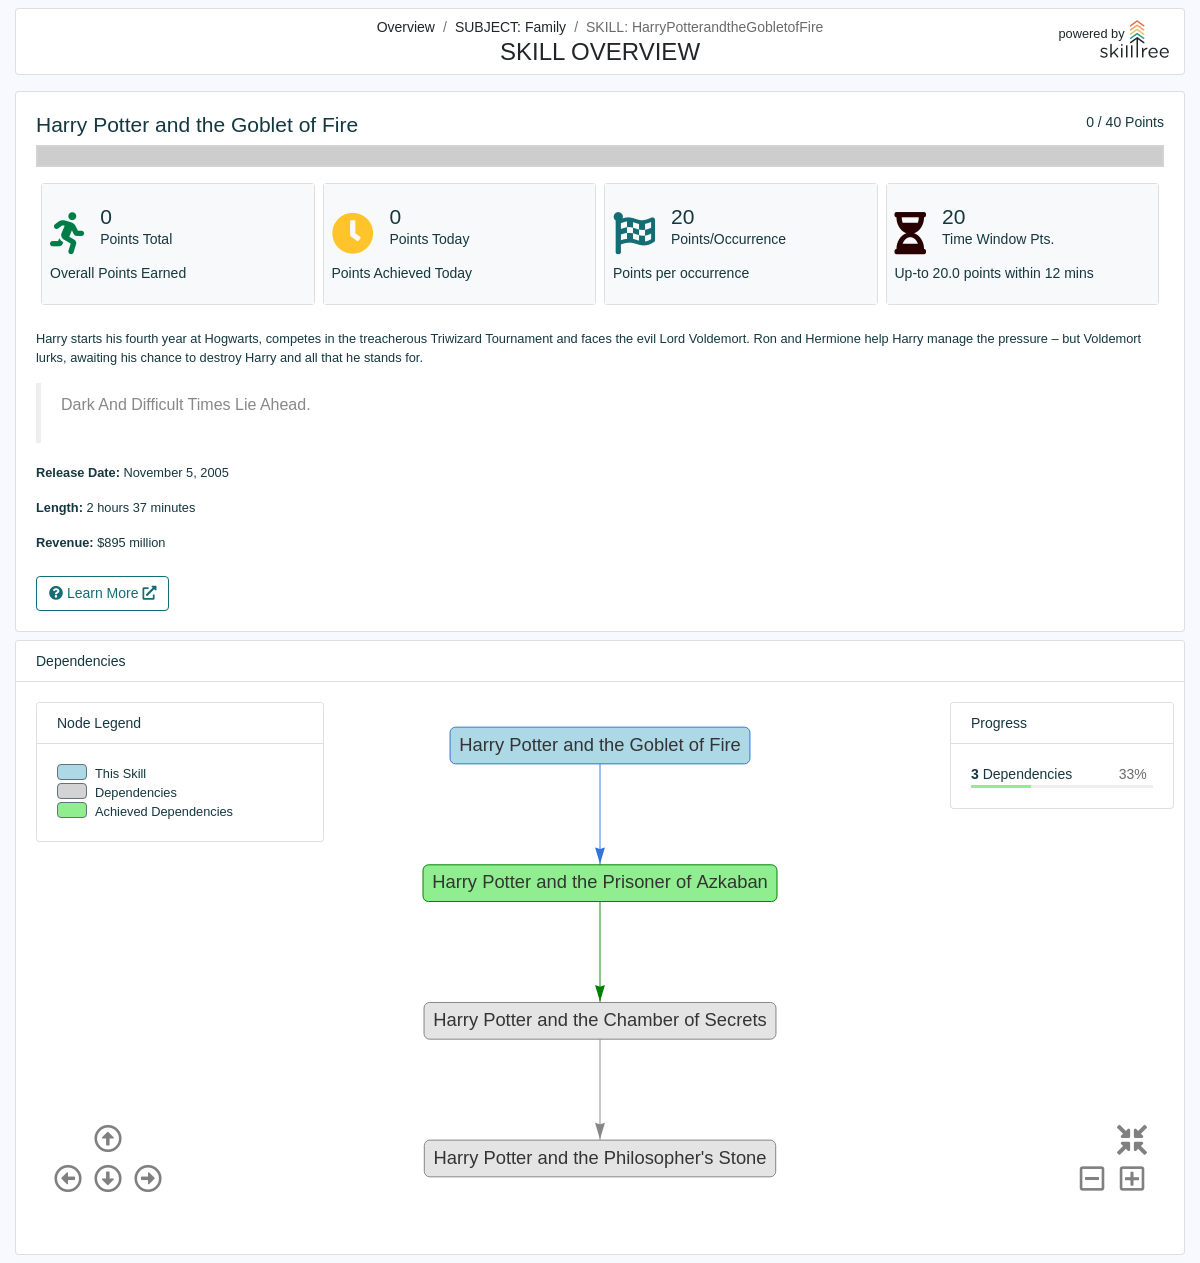 Overview / SUBJECT: Family / SKILL: HarryPotterandtheGobletofFire
SKILL OVERVIEW
powered by
skilltree
Harry Potter and the Goblet of Fire
0 / 40 Points
0
Points Total
Overall Points Earned
0
Points Today
Points Achieved Today
20
Points/Occurrence
Points per occurrence
20
Time Window Pts.
Up-to 20.0 points within 12 mins
Harry starts his fourth year at Hogwarts, competes in the treacherous Triwizard Tournament and faces the evil Lord Voldemort. Ron and Hermione help Harry manage the pressure – but Voldemort
lurks, awaiting his chance to destroy Harry and all that he stands for.
Dark And Difficult Times Lie Ahead.
Release Date: November 5, 2005
Length: 2 hours 37 minutes
Revenue: $895 million
Learn More
Dependencies
Node Legend
This Skill
Dependencies
Achieved Dependencies
Harry Potter and the Goblet of Fire
Harry Potter and the Prisoner of Azkaban
Harry Potter and the Chamber of Secrets
Harry Potter and the Philosopher's Stone
Progress
3 Dependencies 33%